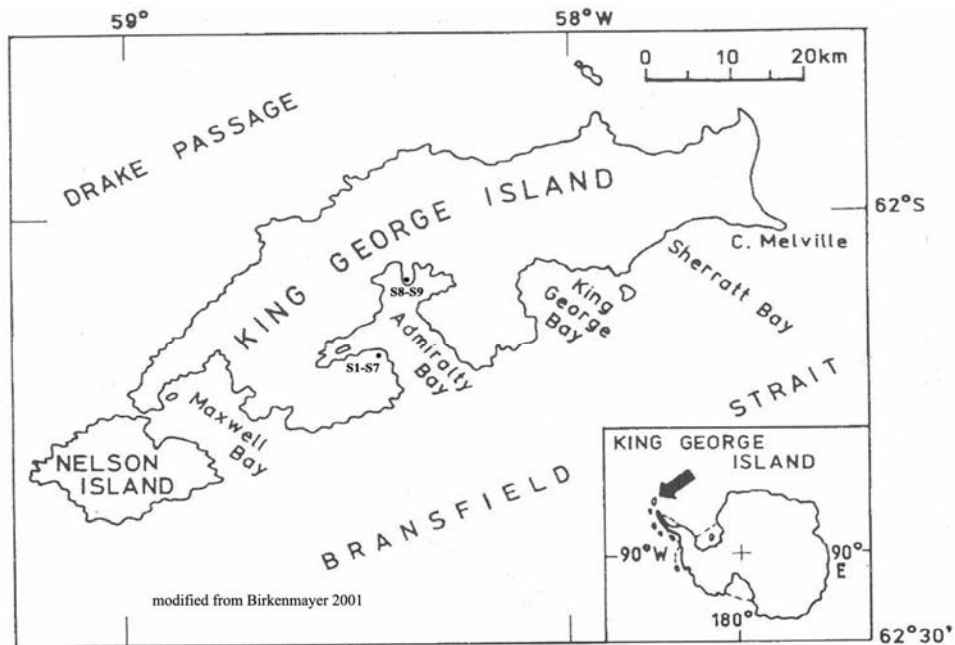 59°
58° W
0 10 20km
DRAKE PASSAGE
62°S
KING GEORGE ISLAND
C. Melville
Sherratt Bay
King
George
Bay
S8-S9
Admiralty
Bay
S1-S7
Maxwell
Bay
NELSON
ISLAND
BRANSFIELD STRAIT
KING GEORGE
ISLAND
90°W
90°
E
180°
modified from Birkenmayer 2001
62°30'